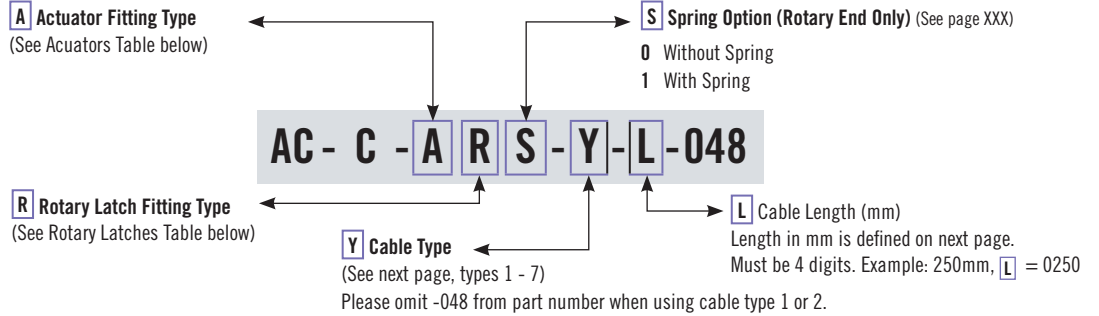 A Actuator Fitting Type
(See Acuators Table below)
S Spring Option (Rotary End Only) (See page XXX)
0 Without Spring
1 With Spring
AC - C - A R S - Y - L - 048
R Rotary Latch Fitting Type
(See Rotary Latches Table below)
Y Cable Type
(See next page, types 1 - 7)
Please omit -048 from part number when using cable type 1 or 2.
L Cable Length (mm)
Length in mm is defined on next page.
Must be 4 digits. Example: 250mm, L = 0250